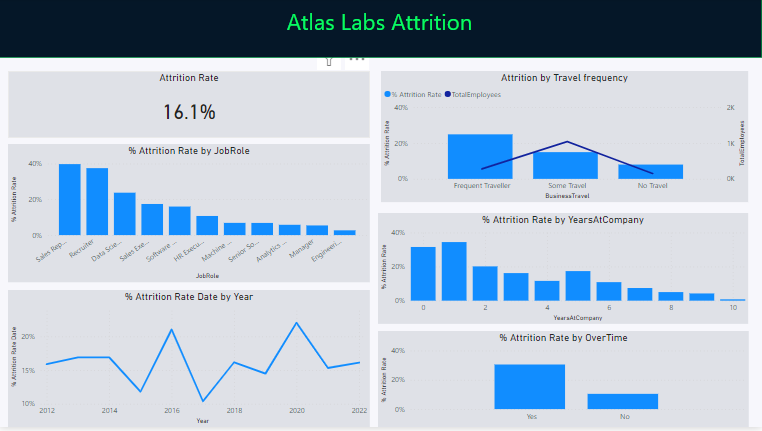 Atlas Labs Attrition
Attrition Rate
16.1%
% Attrition Rate by JobRole
% Attrition Rate
40%
20%
0%
Sales Rep...
Recruiter
Data Scie...
Sales Exe...
Software ...
HR Execu...
Machine ...
Senior So...
Analytics ...
Manager
Engineeri...
JobRole
% Attrition Rate Date by Year
% Attrition Rate Date
20%
15%
10%
2012
2014
2016
2018
2020
2022
Year
Attrition by Travel frequency
% Attrition Rate
TotalEmployees
% Attrition Rate
40%
20%
0%
2K
1K
0K
TotalEmployees
Frequent Traveller
Some Travel
No Travel
BusinessTravel
% Attrition Rate by YearsAtCompany
% Attrition Rate
40%
20%
0%
0
2
4
6
8
10
YearsAtCompany
% Attrition Rate by OverTime
% Attrition Rate
40%
20%
0%
Yes
No